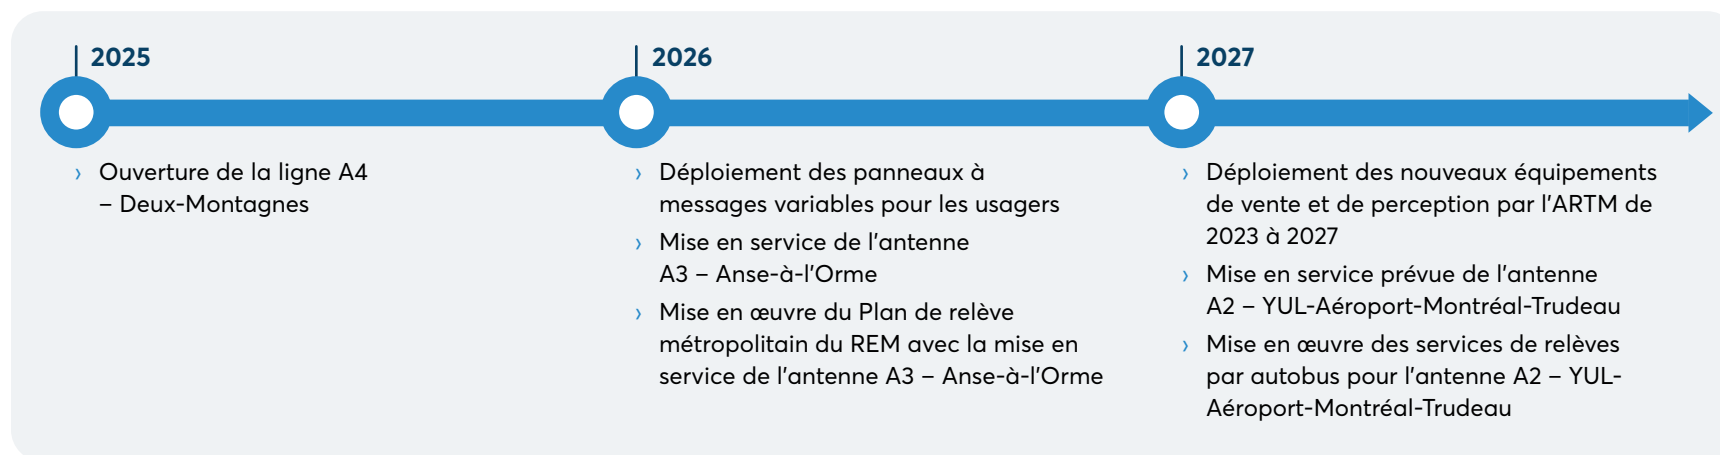 2025
› Ouverture de la ligne A4
– Deux-Montagnes
2026
› Déploiement des panneaux à
messages variables pour les usagers
› Mise en service de l'antenne
A3 – Anse-à-l'Orme
› Mise en œuvre du Plan de relève
métropolitain du REM avec la mise en
service de l'antenne A3 – Anse-à-l'Orme
2027
› Déploiement des nouveaux équipements
de vente et de perception par l'ARTM de
2023 à 2027
› Mise en service prévue de l'antenne
A2 – YUL-Aéroport-Montréal-Trudeau
› Mise en œuvre des services de relèves
par autobus pour l'antenne A2 – YUL-
Aéroport-Montréal-Trudeau